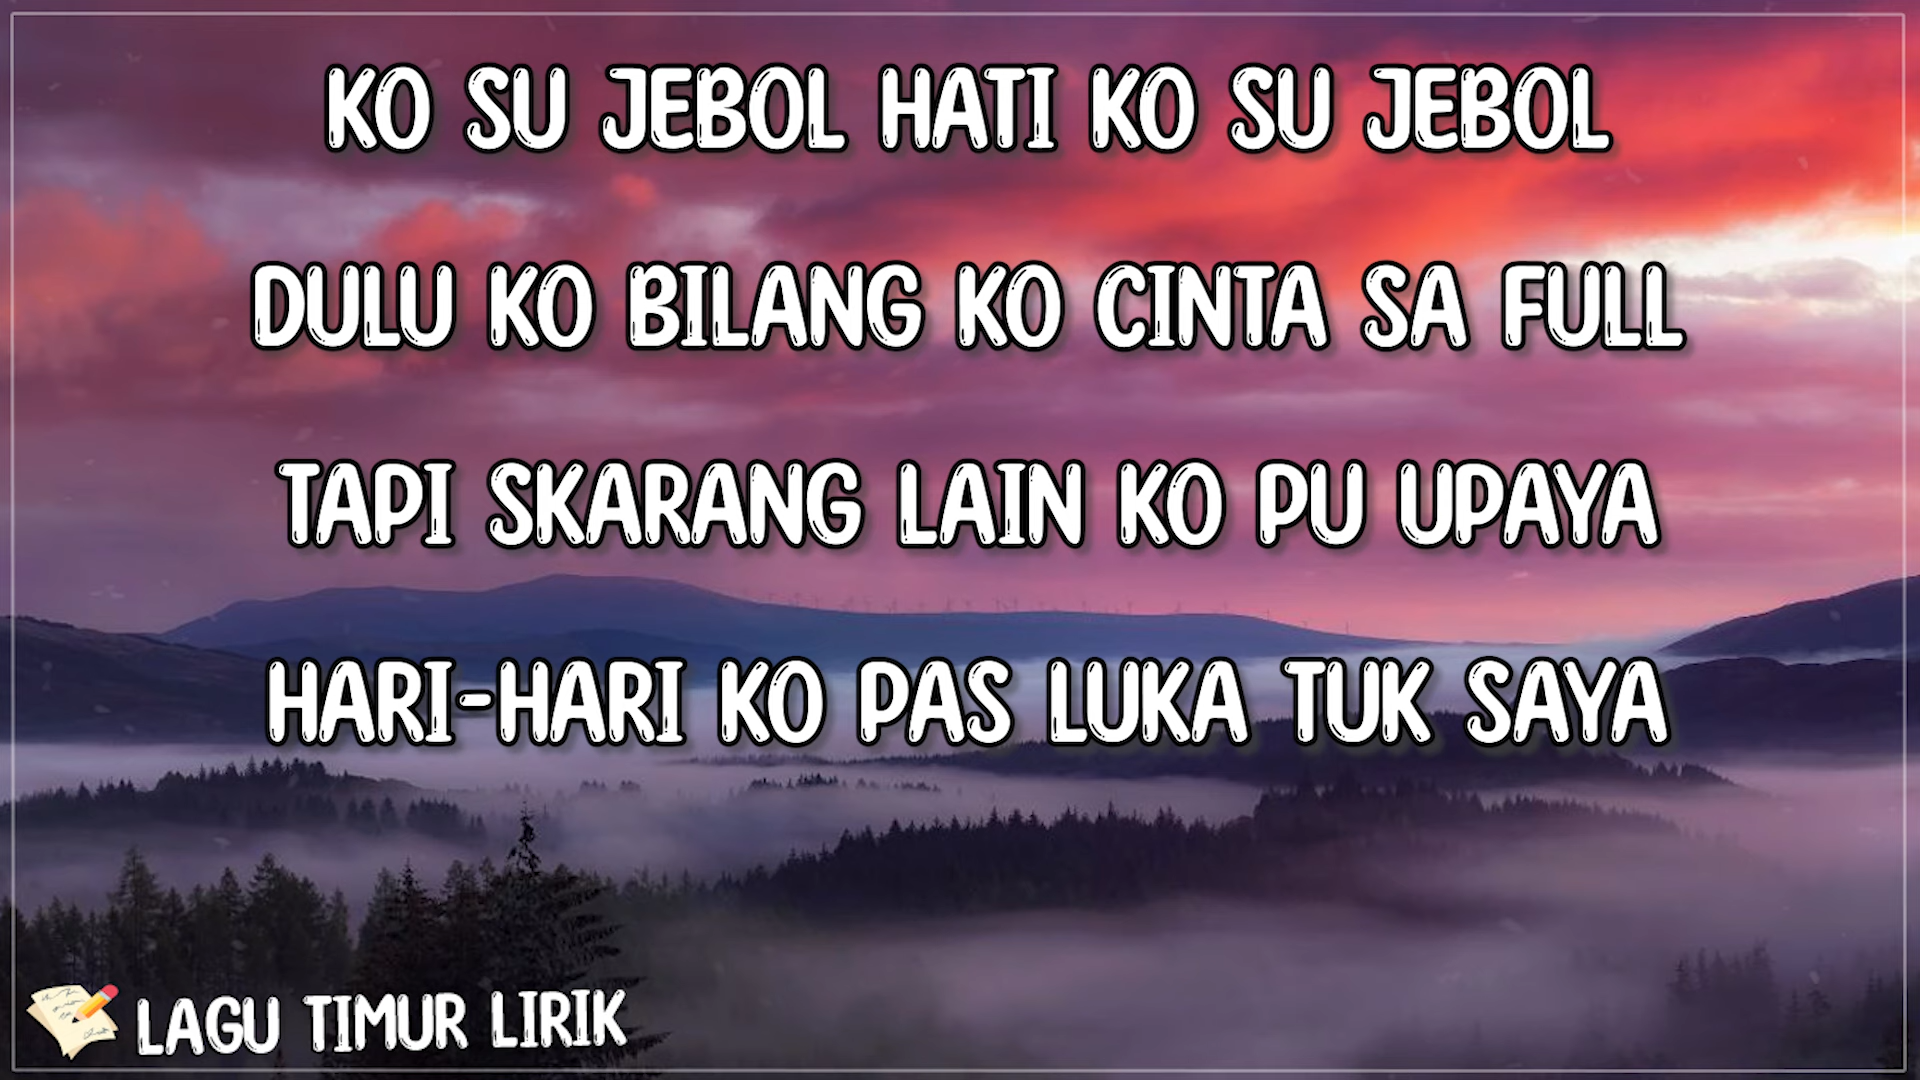 KO SU JEBOL HATI KO SU JEBOL
DULU KO BILANG KO CINTA SA FULL
TAPI SKARANG LAIN KO PU UPAYA
HARI-HARI KO PAS LUKA TUK SAYA
LAGU TIMUR LIRIK